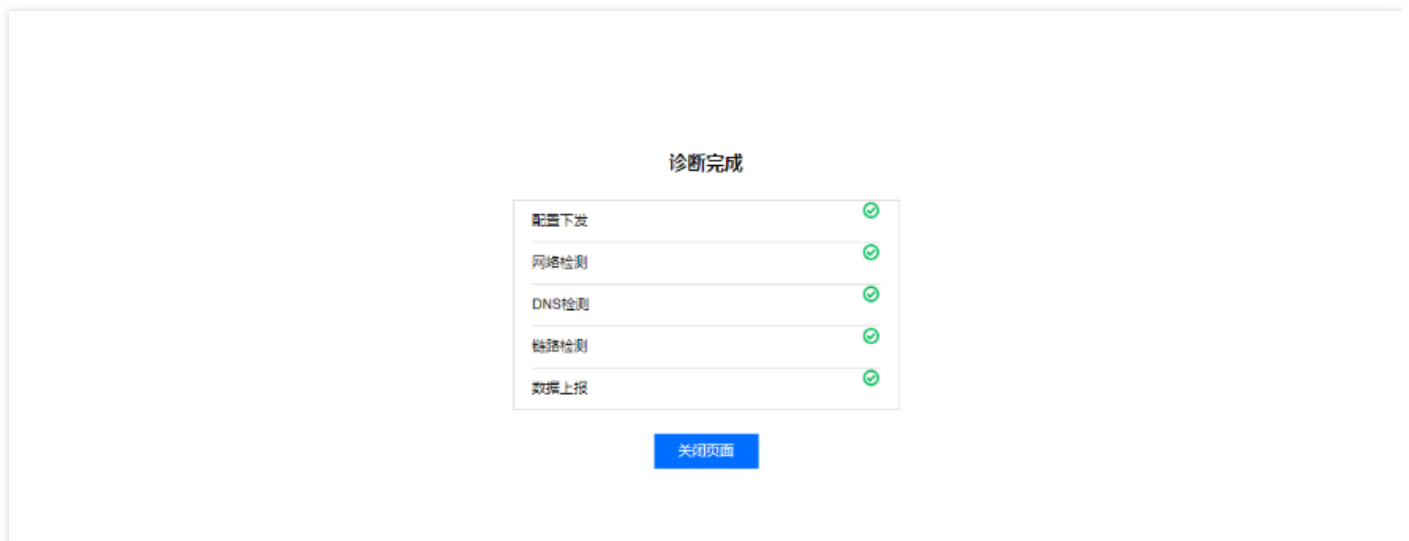 诊断完成
配置下发
网络检测
DNS检测
链路检测
数据上报
关闭页面